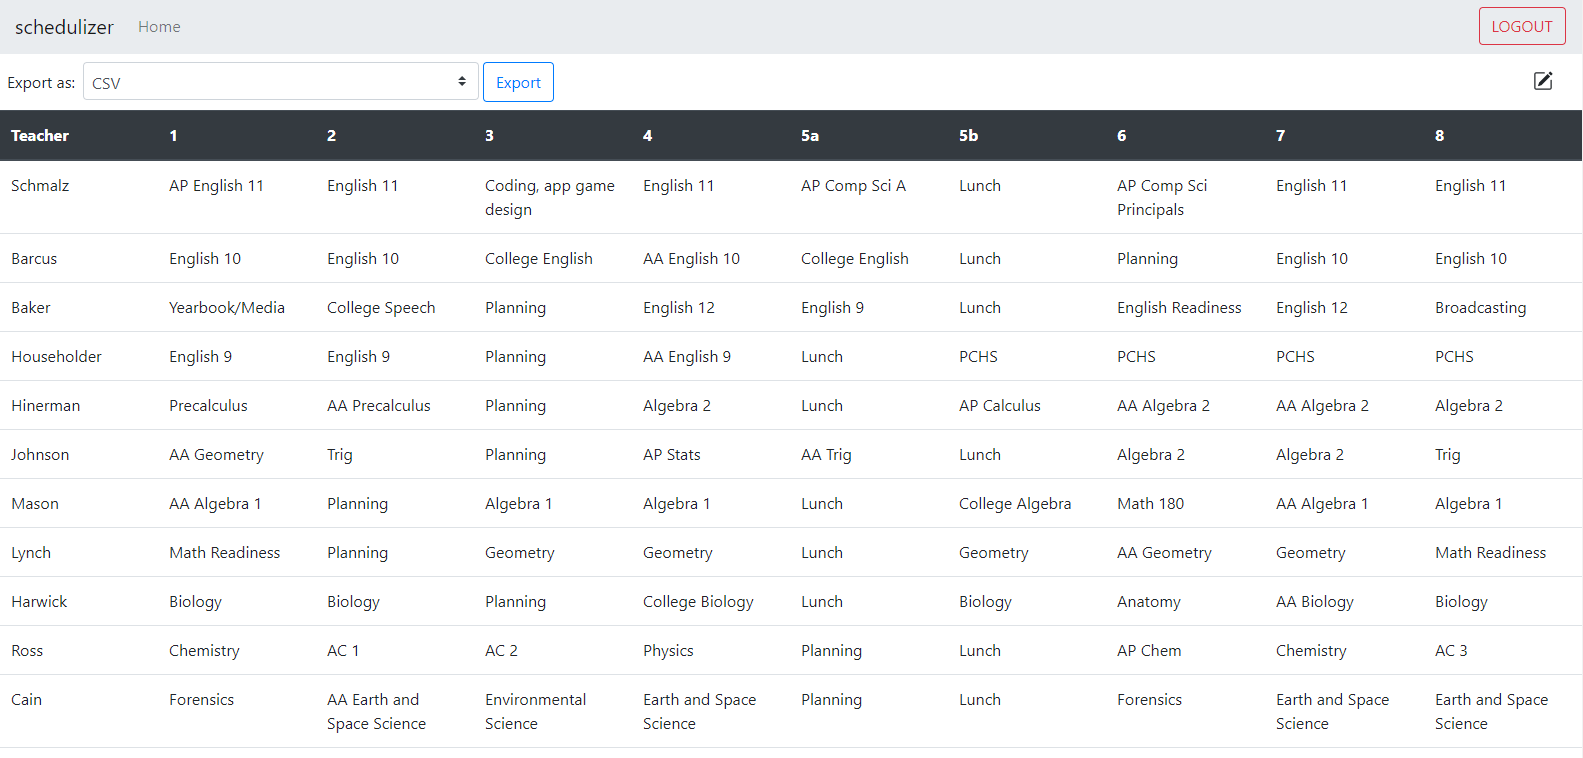 schedulizer Home LOGOUT
Export as: CSV Export
Teacher 1 2 3 4 5a 5b 6 7 8
Schmalz AP English 11 English 11 Coding, app game English 11 AP Comp Sci A Lunch AP Comp Sci English 11 English 11
design Principals
Barcus English 10 English 10 College English AA English 10 College English Lunch Planning English 10 English 10
Baker Yearbook/Media College Speech Planning English 12 English 9 Lunch English Readiness English 12 Broadcasting
Householder English 9 English 9 Planning AA English 9 Lunch PCHS PCHS PCHS PCHS
Hinerman Precalculus AA Precalculus Planning Algebra 2 Lunch AP Calculus AA Algebra 2 AA Algebra 2 Algebra 2
Johnson AA Geometry Trig Planning AP Stats AA Trig Lunch Algebra 2 Algebra 2 Trig
Mason AA Algebra 1 Planning Algebra 1 Algebra 1 Lunch College Algebra Math 180 AA Algebra 1 Algebra 1
Lynch Math Readiness Planning Geometry Geometry Lunch Geometry AA Geometry Geometry Math Readiness
Harwick Biology Biology Planning College Biology Lunch Biology Anatomy AA Biology Biology
Ross Chemistry AC 1 AC 2 Physics Planning Lunch AP Chem Chemistry AC 3
Cain Forensics AA Earth and Environmental Earth and Space Planning Lunch Forensics Earth and Space Earth and Space
Space Science Science Science Science Science